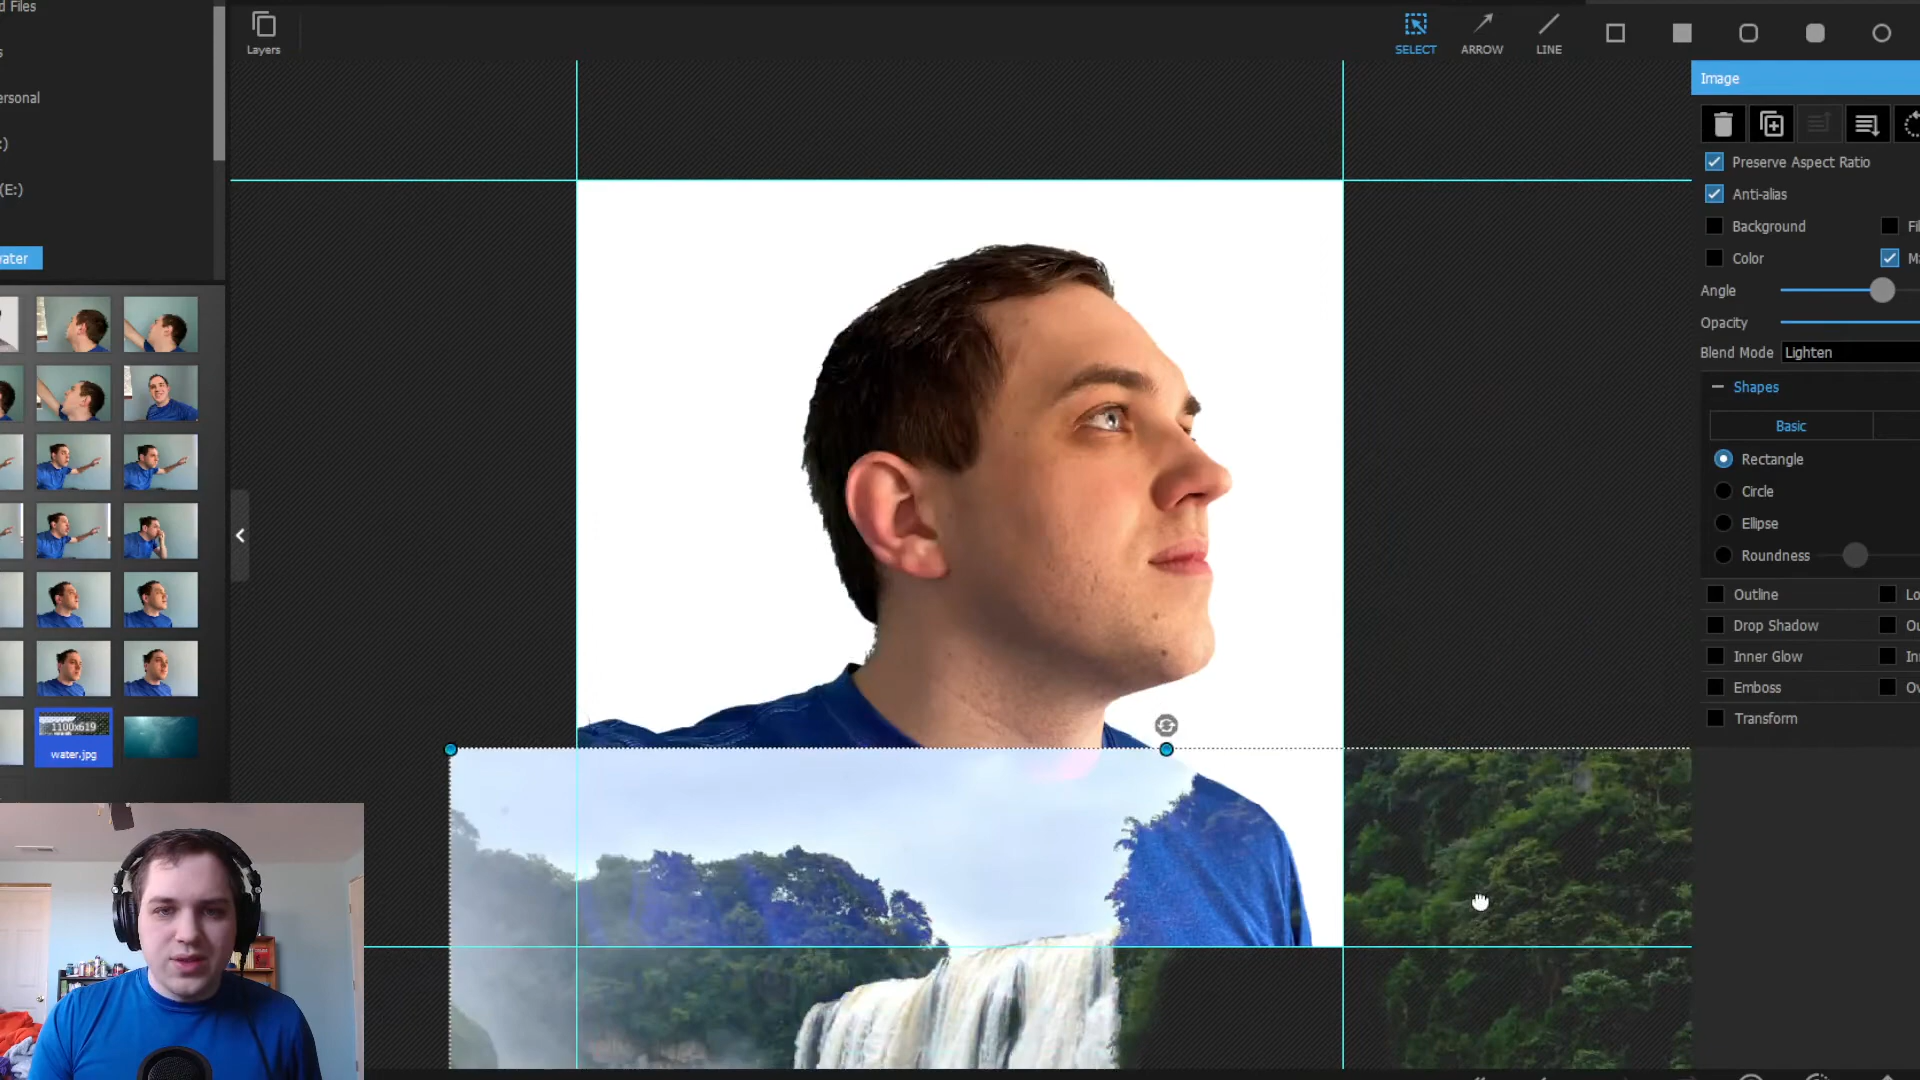 d Files
Layers
SELECT
ARROW
LINE
Image
ersonal
(E:)
Preserve Aspect Ratio
Anti-alias
Background
Color
Angle
Opacity
Blend Mode Lighten
Shapes
Basic
Rectangle
Circle
Ellipse
Roundness
Outline
Drop Shadow
Inner Glow
Emboss
Transform
ater
1100x619
water.jpg